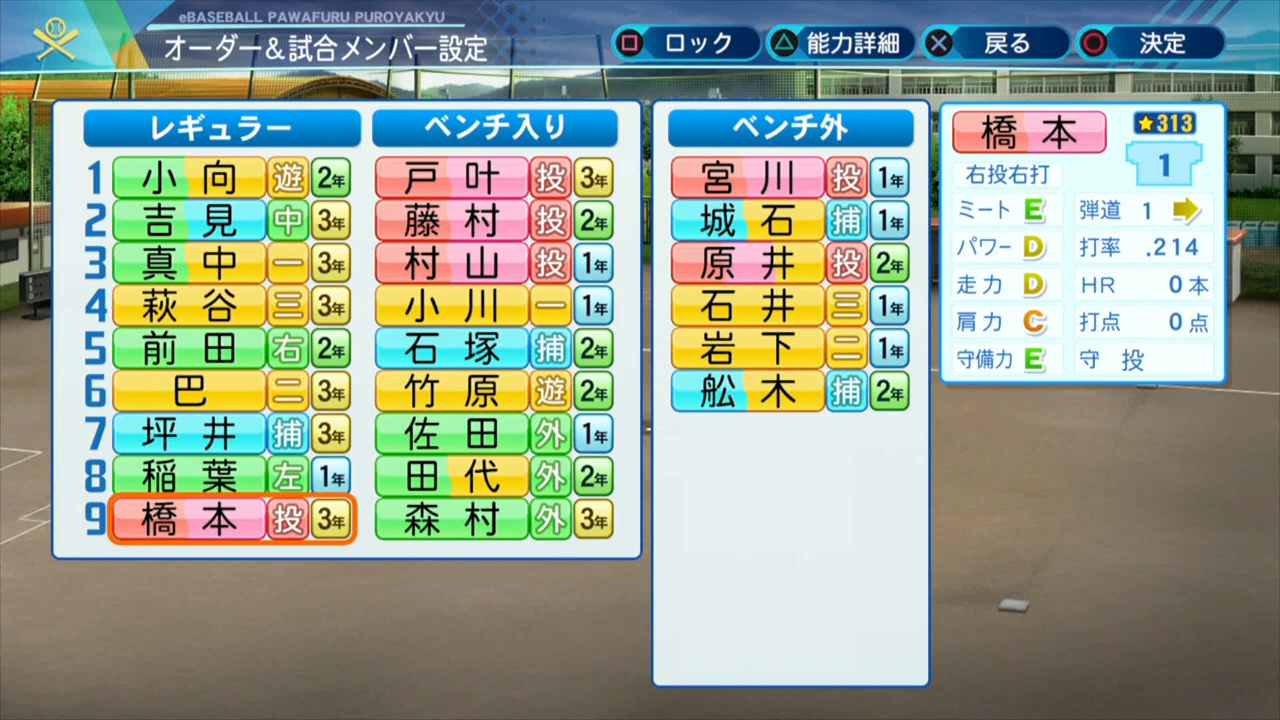 eBASEBALL PAWAFURU PUROYAKYU
オーダー&試合メンバー設定
ロック 能力詳細 戻る 決定
レギュラー
1 小向 遊 2年
2 吉見 中 3年
3 真中 一 3年
4 萩谷 三 3年
5 前田 右 2年
6 巴 二 3年
7 坪井 捕 3年
8 稲葉 左 1年
9 橋本 投 3年
ベンチ入り
戸叶 投 3年
藤村 投 2年
村山 投 1年
小川 一 1年
石塚 捕 2年
竹原 遊 2年
佐田 外 1年
田代 外 2年
森村 外 3年
ベンチ外
宮川 投 1年
城石 捕 1年
原井 投 2年
石井 三 1年
岩下 二 1年
舩木 捕 2年
橋本 ★313
右投右打 1
ミート E 弾道 1
パワー D 打率 .214
走力 D HR 0本
肩力 C 打点 0点
守備力 E 守 投